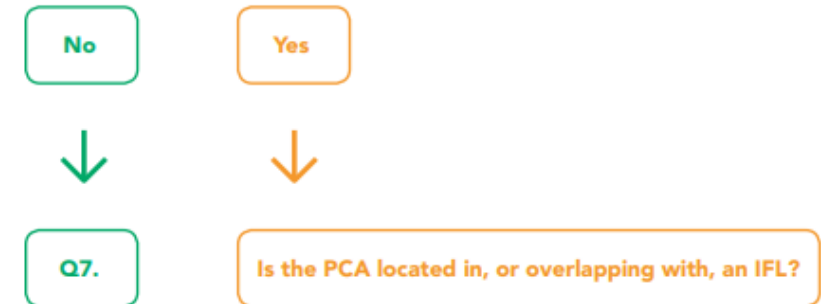 No
Yes
Q7.
Is the PCA located in, or overlapping with, an IFL?